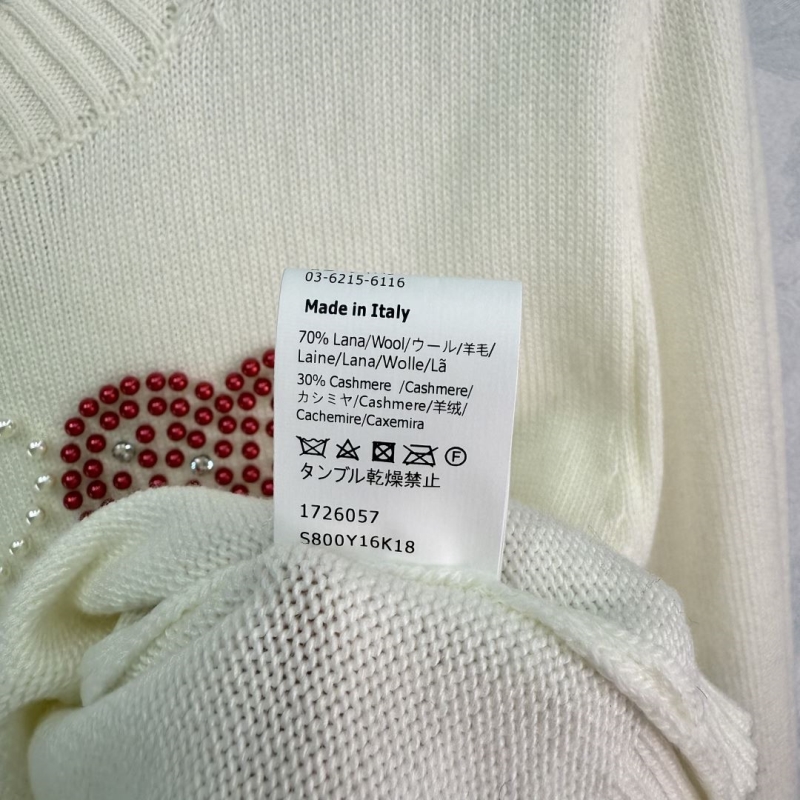 03-6215-6116
Made in Italy
70% Lana/Wool/ウール/羊毛/
Laine/Lana/Wolle/Lã
30% Cashmere /Cashmere/
カシミヤ/Cashmere/羊绒/
Cachemire/Caxemira
F
タンブル乾燥禁止
1726057
S800Y16K18